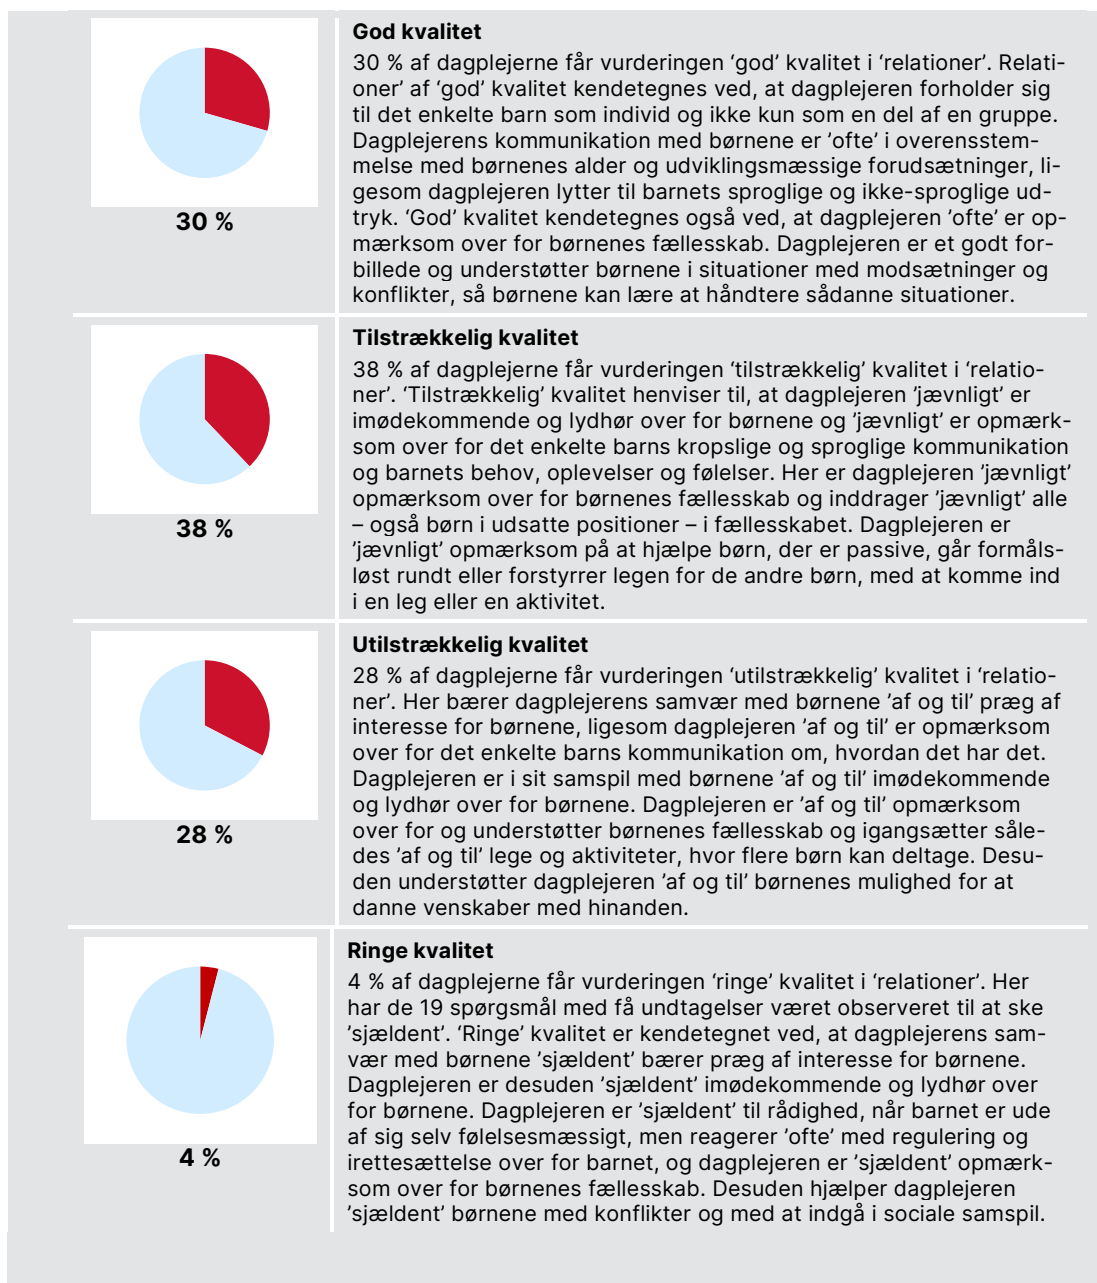 God kvalitet
30 % af dagplejerne får vurderingen ‘god’ kvalitet i ‘relationer’. Relati-
oner’ af ‘god’ kvalitet kendetegnes ved, at dagplejeren forholder sig
til det enkelte barn som individ og ikke kun som en del af en gruppe.
Dagplejerens kommunikation med børnene er ’ofte’ i overensstem-
melse med børnenes alder og udviklingsmæssige forudsætninger, li-
gesom dagplejeren lytter til barnets sproglige og ikke-sproglige ud-
tryk. ‘God’ kvalitet kendetegnes også ved, at dagplejeren ’ofte’ er op-
mærksom over for børnenes fællesskab. Dagplejeren er et godt for-
billede og understøtter børnene i situationer med modsætninger og
konflikter, så børnene kan lære at håndtere sådanne situationer.
30 %
Tilstrækkelig kvalitet
38 % af dagplejerne får vurderingen ‘tilstrækkelig’ kvalitet i ‘relatio-
ner’. ‘Tilstrækkelig’ kvalitet henviser til, at dagplejeren ’jævnligt’ er
imødekommende og lydhør over for børnene og ’jævnligt’ er opmærk-
som over for det enkelte barns kropslige og sproglige kommunikation
og barnets behov, oplevelser og følelser. Her er dagplejeren ’jævnligt’
opmærksom over for børnenes fællesskab og inddrager ’jævnligt’ alle
– også børn i udsatte positioner – i fællesskabet. Dagplejeren er
’jævnligt’ opmærksom på at hjælpe børn, der er passive, går formåls-
løst rundt eller forstyrrer legen for de andre børn, med at komme ind
i en leg eller en aktivitet.
38 %
Utilstrækkelig kvalitet
28 % af dagplejerne får vurderingen ‘utilstrækkelig’ kvalitet i ‘relatio-
ner’. Her bærer dagplejerens samvær med børnene ’af og til’ præg af
interesse for børnene, ligesom dagplejeren ’af og til’ er opmærksom
over for det enkelte barns kommunikation om, hvordan det har det.
Dagplejeren er i sit samspil med børnene ’af og til’ imødekommende
og lydhør over for børnene. Dagplejeren er ’af og til’ opmærksom
over for og understøtter børnenes fællesskab og igangsætter såle-
des ’af og til’ lege og aktiviteter, hvor flere børn kan deltage. Desu-
den understøtter dagplejeren ’af og til’ børnenes mulighed for at
danne venskaber med hinanden.
28 %
Ringe kvalitet
4 % af dagplejerne får vurderingen ‘ringe’ kvalitet i ‘relationer’. Her
har de 19 spørgsmål med få undtagelser været observeret til at ske
’sjældent’. ‘Ringe’ kvalitet er kendetegnet ved, at dagplejerens sam-
vær med børnene ’sjældent’ bærer præg af interesse for børnene.
Dagplejeren er desuden ’sjældent’ imødekommende og lydhør over
for børnene. Dagplejeren er ’sjældent’ til rådighed, når barnet er ude
af sig selv følelsesmæssigt, men reagerer ’ofte’ med regulering og
irettesættelse over for barnet, og dagplejeren er ’sjældent’ opmærk-
som over for børnenes fællesskab. Desuden hjælper dagplejeren
’sjældent’ børnene med konflikter og med at indgå i sociale samspil.
4 %